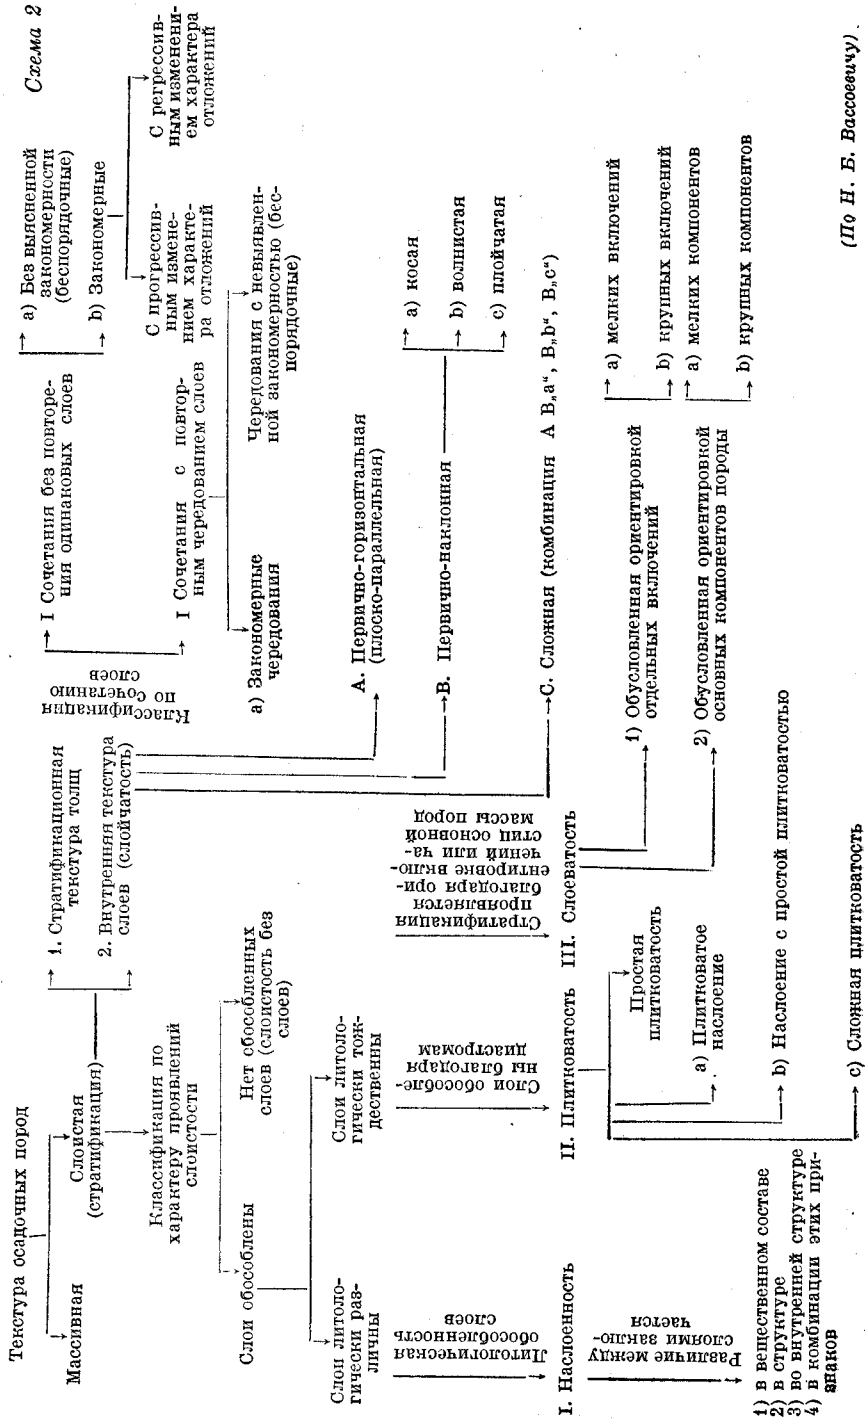 Схема 2
Текстура осадочных пород
Массивная
Слоистая
(стратификация)
1. Стратификационная
текстура толщ
2. Внутренняя текстура
слоев (слойчатость)
Классификация
по сочетанию
слоев
I Сочетания без повторе-
ния одинаковых слоев
a) Без выясненной
закономерности
(беспорядочные)
b) Закономерные
С прогрессив-
ным измене-
нием характе-
ра отложений
С регрессив-
ным изменени-
ем характера
отложений
I Сочетания с повтор-
ным чередованием слоев
a) Закономерные
чередования
Чередования с невыявлен-
ной закономерностью (бес-
порядочные)
A. Первично-горизонтальная
(плоско-параллельная)
B. Первично-наклонная
a) косая
b) волнистая
c) плойчатая
C. Сложная (комбинация A B„a“, B„b“, B„c“)
Классификация по
характеру проявлений
слоистости
Слои обособлены
Нет обособленных
слоев (слоистость без
слоев)
Слои литоло-
гически раз-
личны
Слои литоло-
гически тож-
дественны
Литологическая
обособленность
слоев
Слои обособле-
ны благодаря
диастромам
Стратификация
проявляется
благодаря ори-
ентировке вклю-
чений или ча-
стиц основной
массы пород
I. Наслоенность
II. Плитковатость
III. Слоеватость
Различие между
слоями заклю-
чается
1) в вещественном составе
2) в структуре
3) во внутренней структуре
4) в комбинации этих при-
знаков
Простая
плитковатость
a) Плитковатое
наслоение
b) Наслоение с простой плитковатостью
c) Сложная плитковатость
1) Обусловленная ориентировкой
отдельных включений
a) мелких включений
b) крупных включений
2) Обусловленная ориентировкой
основных компонентов породы
a) мелких компонентов
b) крупных компонентов
(По Н. Б. Вассоевичу).